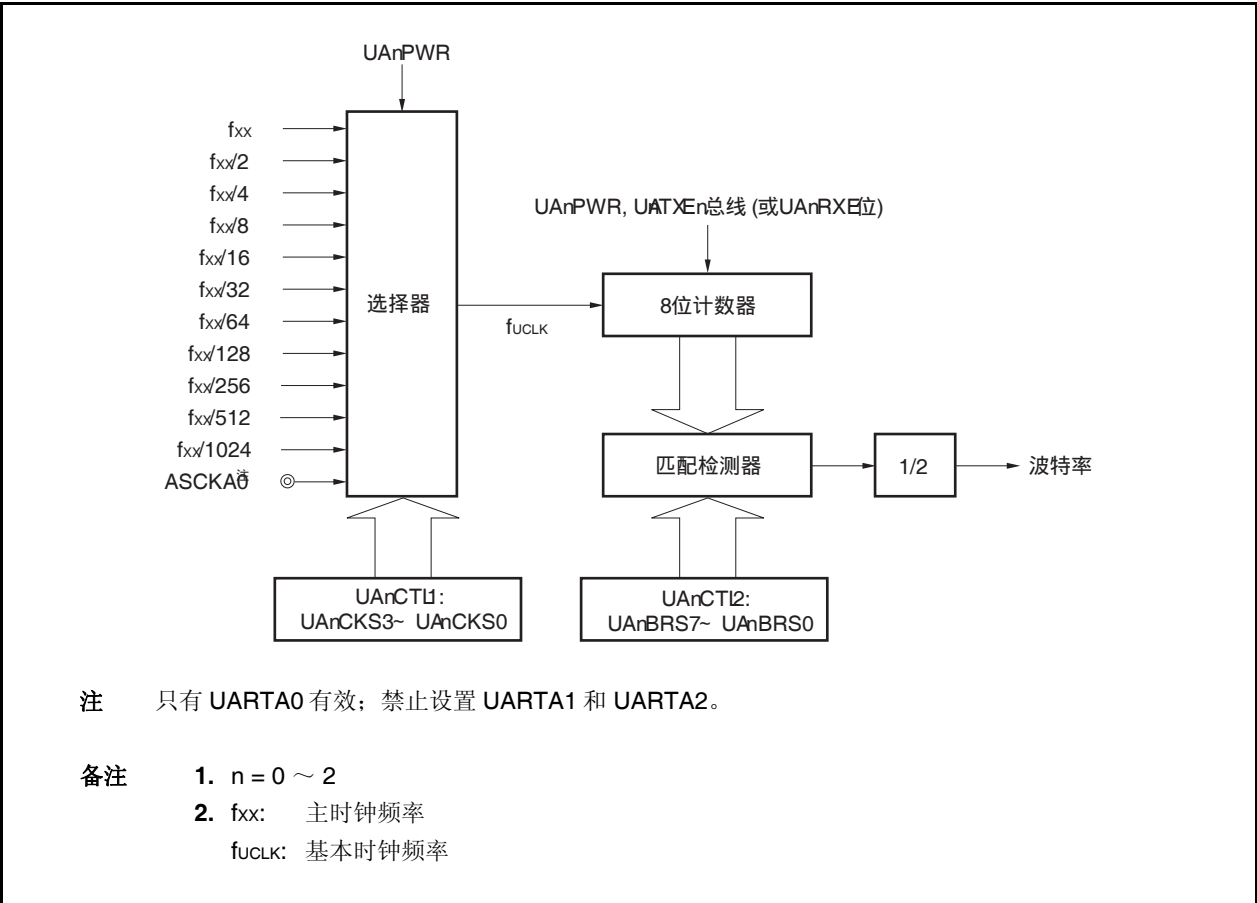 UAnPWR
fxx
fxx/2
fxx/4
fxx/8
fxx/16
fxx/32
fxx/64
fxx/128
fxx/256
fxx/512
fxx/1024
ASCKA0注
选择器
fUCLK
UAnPWR, UATXEn总线 (或UAnRXE位)
8位计数器
匹配检测器
1/2
波特率
UAnCTL1:
UAnCKS3~ UAnCKS0
UAnCTL2:
UAnBRS7~ UAnBRS0
注 只有 UARTA0 有效；禁止设置 UARTA1 和 UARTA2。
备注 1. n = 0 ～ 2
2. fxx: 主时钟频率
fUCLK: 基本时钟频率